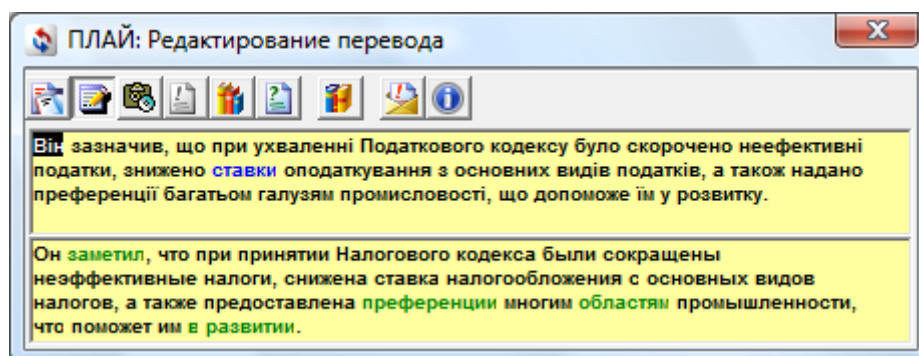 ПЛАЙ: Редактирование перевода
Він зазначив, що при ухваленні Податкового кодексу було скорочено неефективні
податки, знижено ставки оподаткування з основних видів податків, а також надано
преференції багатьом галузям промисловості, що допоможе їм у розвитку.
Он заметил, что при принятии Налогового кодекса были сокращены
неэффективные налоги, снижена ставка налогообложения с основных видов
налогов, а также предоставлена преференции многим областям промышленности,
что поможет им в развитии.